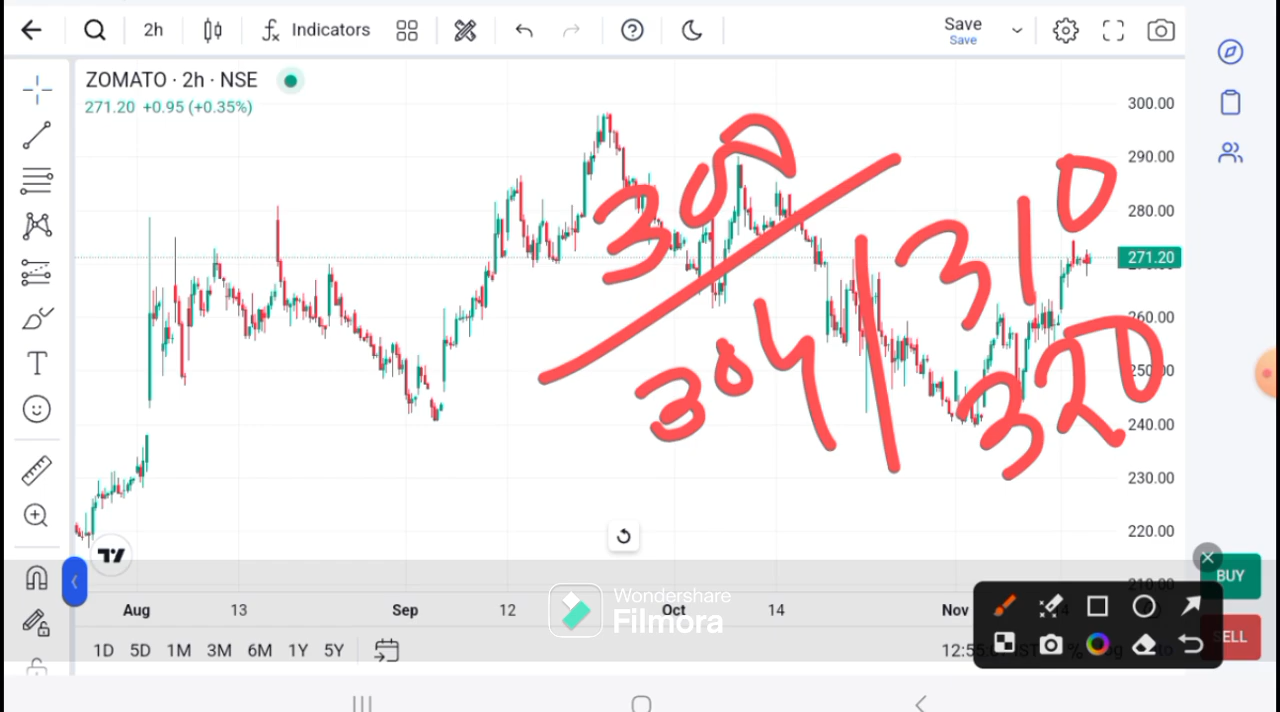 2h
Indicators
Save
Save
ZOMATO · 2h · NSE
271.20 +0.95 (+0.35%)
300.00
290.00
280.00
271.20
260.00
240.00
230.00
220.00
210.00
300
304
310
320
BUY
SELL
Aug 13 Sep 12 Oct 14 Nov
Wondershare
Filmora
1D 5D 1M 3M 6M 1Y 5Y